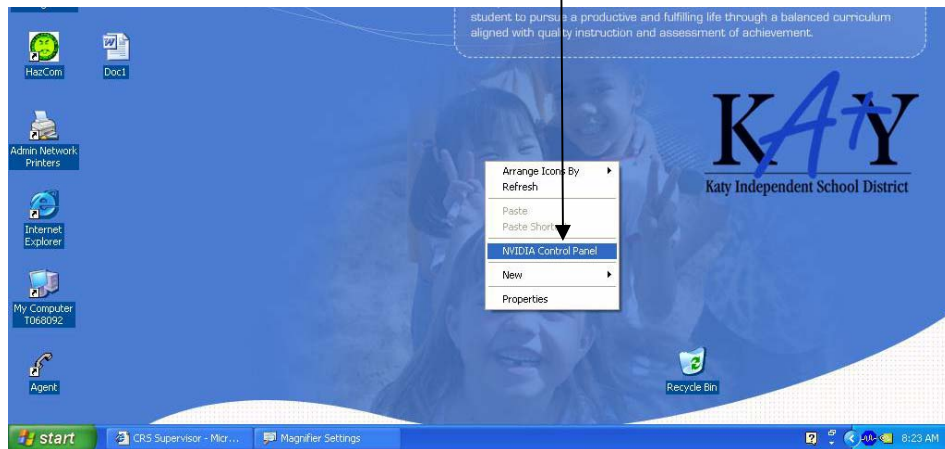 student to pursue a productive and fulfilling life through a balanced curriculum
aligned with quality instruction and assessment of achievement.
HazCom
Doc1
Admin Network
Printers
Internet
Explorer
My Computer
T068092
Agent
KAtY
Katy Independent School District
Arrange Icons By
Refresh
Paste
Paste Short
NVIDIA Control Panel
New
Properties
Recycle Bin
start
CRS Supervisor - Micr...
Magnifier Settings
8:23 AM